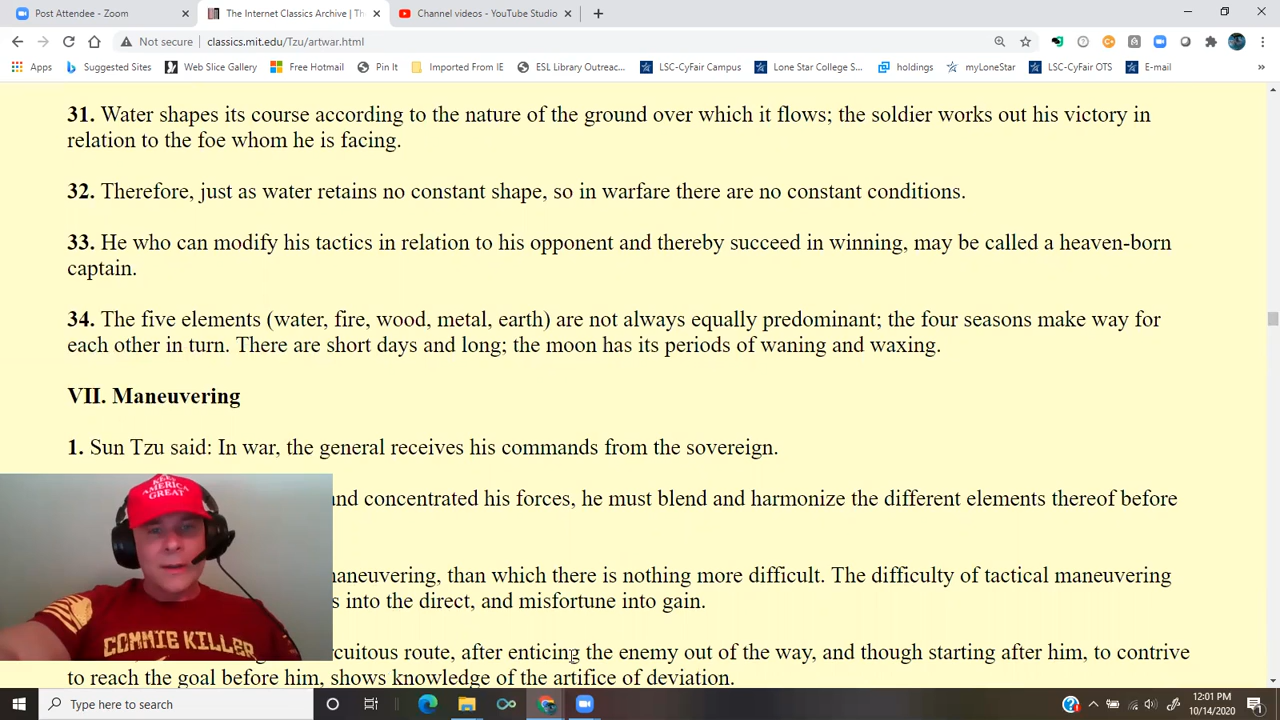 Post Attendee - Zoom
The Internet Classics Archive | Th
Channel videos - YouTube Studio
Not secure | classics.mit.edu/Tzu/artwar.html
Apps Suggested Sites Web Slice Gallery Free Hotmail Pin It Imported From IE ESL Library Outreac... LSC-CyFair Campus Lone Star College S... holdings myLoneStar LSC-CyFair OTS E-mail »
31. Water shapes its course according to the nature of the ground over which it flows; the soldier works out his victory in
relation to the foe whom he is facing.
32. Therefore, just as water retains no constant shape, so in warfare there are no constant conditions.
33. He who can modify his tactics in relation to his opponent and thereby succeed in winning, may be called a heaven-born
captain.
34. The five elements (water, fire, wood, metal, earth) are not always equally predominant; the four seasons make way for
each other in turn. There are short days and long; the moon has its periods of waning and waxing.
VII. Maneuvering
1. Sun Tzu said: In war, the general receives his commands from the sovereign.
and concentrated his forces, he must blend and harmonize the different elements thereof before
maneuvering, than which there is nothing more difficult. The difficulty of tactical maneuvering
s into the direct, and misfortune into gain.
rcuitous route, after enticing the enemy out of the way, and though starting after him, to contrive
to reach the goal before him, shows knowledge of the artifice of deviation.
KEEP
AMERICA
GREAT
COMMIE KILLER
Type here to search
12:01 PM
10/14/2020